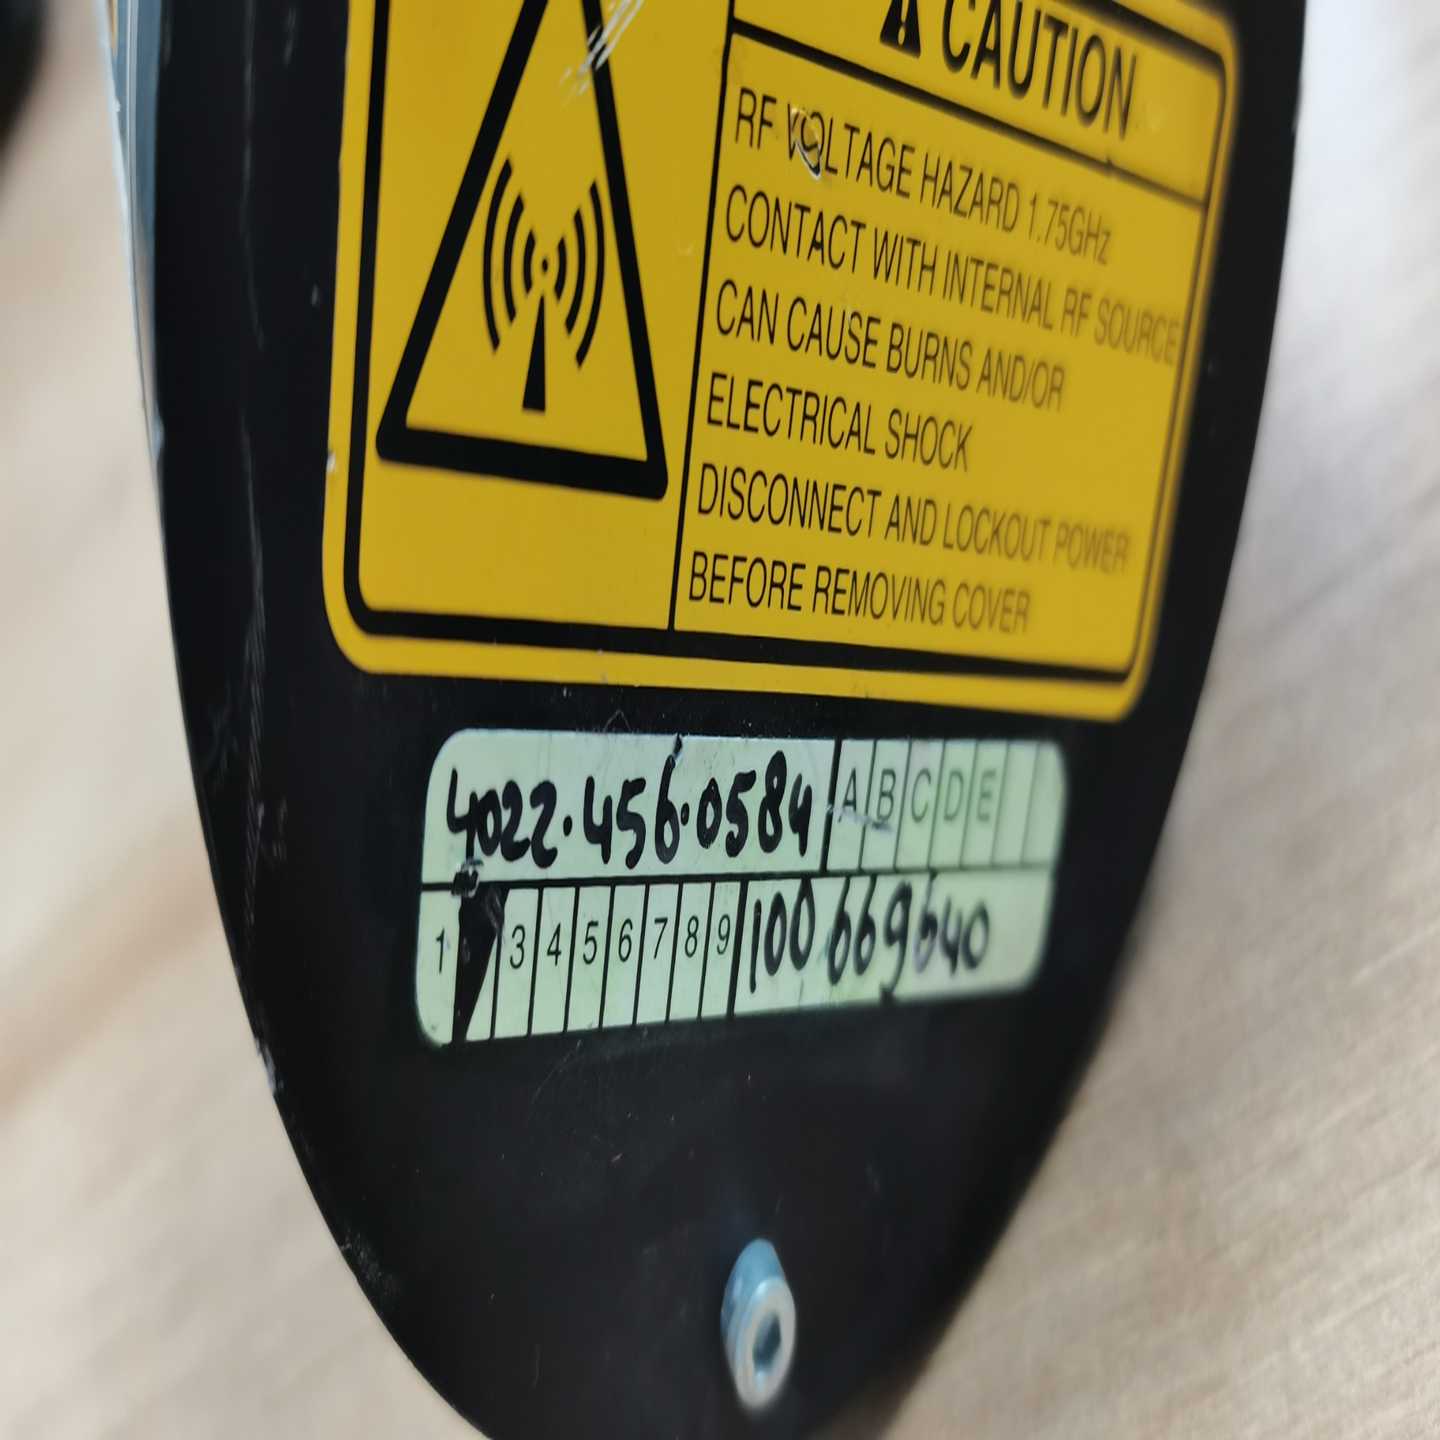 CAUTION
RF VOLTAGE HAZARD 1.75GHz
CONTACT WITH INTERNAL RF SOURCE
CAN CAUSE BURNS AND/OR
ELECTRICAL SHOCK
DISCONNECT AND LOCKOUT POWER
BEFORE REMOVING COVER
4022.456.0584 A B C D E
1 3 4 5 6 7 8 9 100 669640